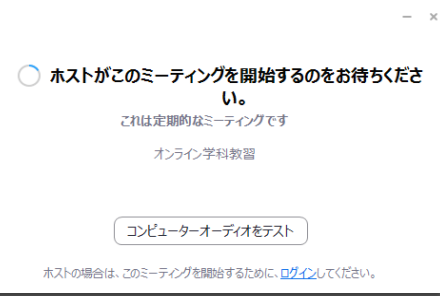 ホストがこのミーティングを開始するのをお待ちくださ
い。
これは定期的なミーティングです
オンライン学科教習
コンピューターオーディオをテスト
ホストの場合は、このミーティングを開始するために、ログインしてください。